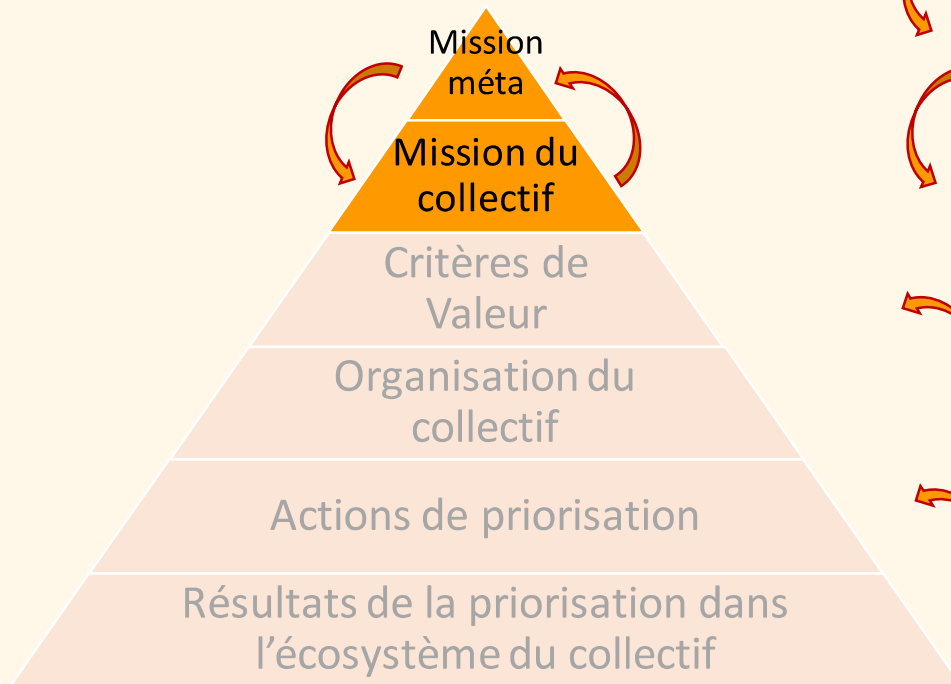 Mission
méta
Mission du
collectif
Critères de
Valeur
Organisation du
collectif
Actions de priorisation
Résultats de la priorisation dans
l’écosystème du collectif